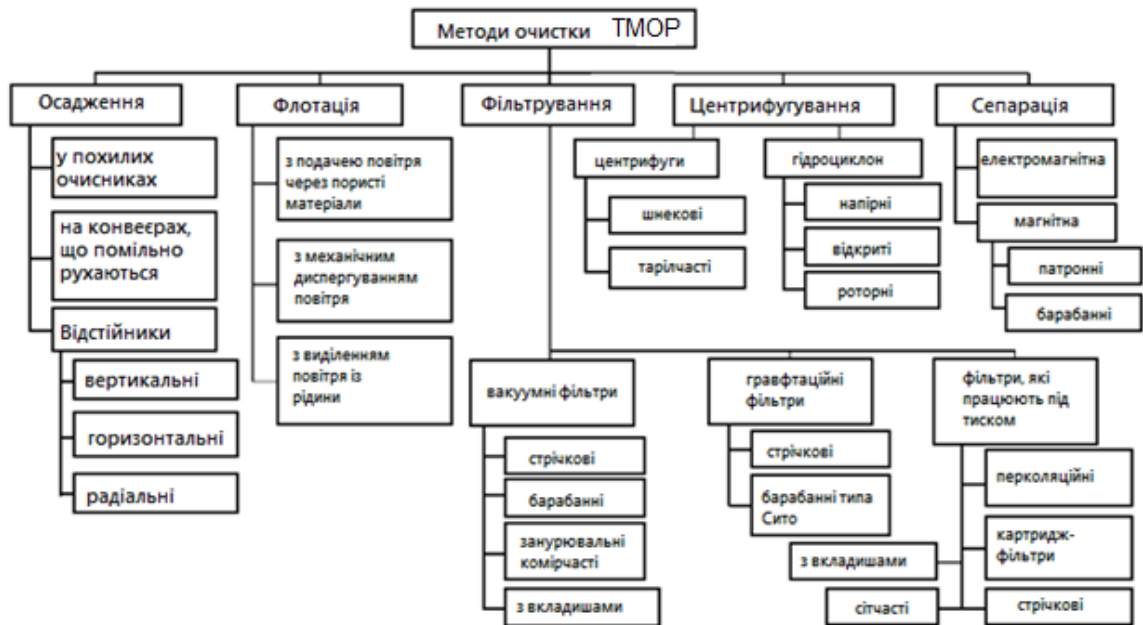 Методи очистки ТМОР
Осадження
Флотація
Фільтрування
Центрифугування
Сепарація
у похилих
очисниках
на конвеєрах,
що помільно
рухаються
Відстійники
вертикальні
горизонтальні
радіальні
з подачею повітря
через пористі
матеріали
з механічним
диспергуванням
повітря
з виділенням
повітря із
рідини
центрифуги
шнекові
тарілчасті
гідроциклон
напірні
відкриті
роторні
електромагнітна
магнітна
патронні
барабанні
вакуумні фільтри
стрічкові
барабанні
занурювальні
комірчасті
з вкладишами
гравфтаційні
фільтри
стрічкові
барабанні типа
Сито
фільтри, які
працюють під
тиском
перколяційні
картридж-
фільтри
стрічкові
з вкладишами
сітчасті